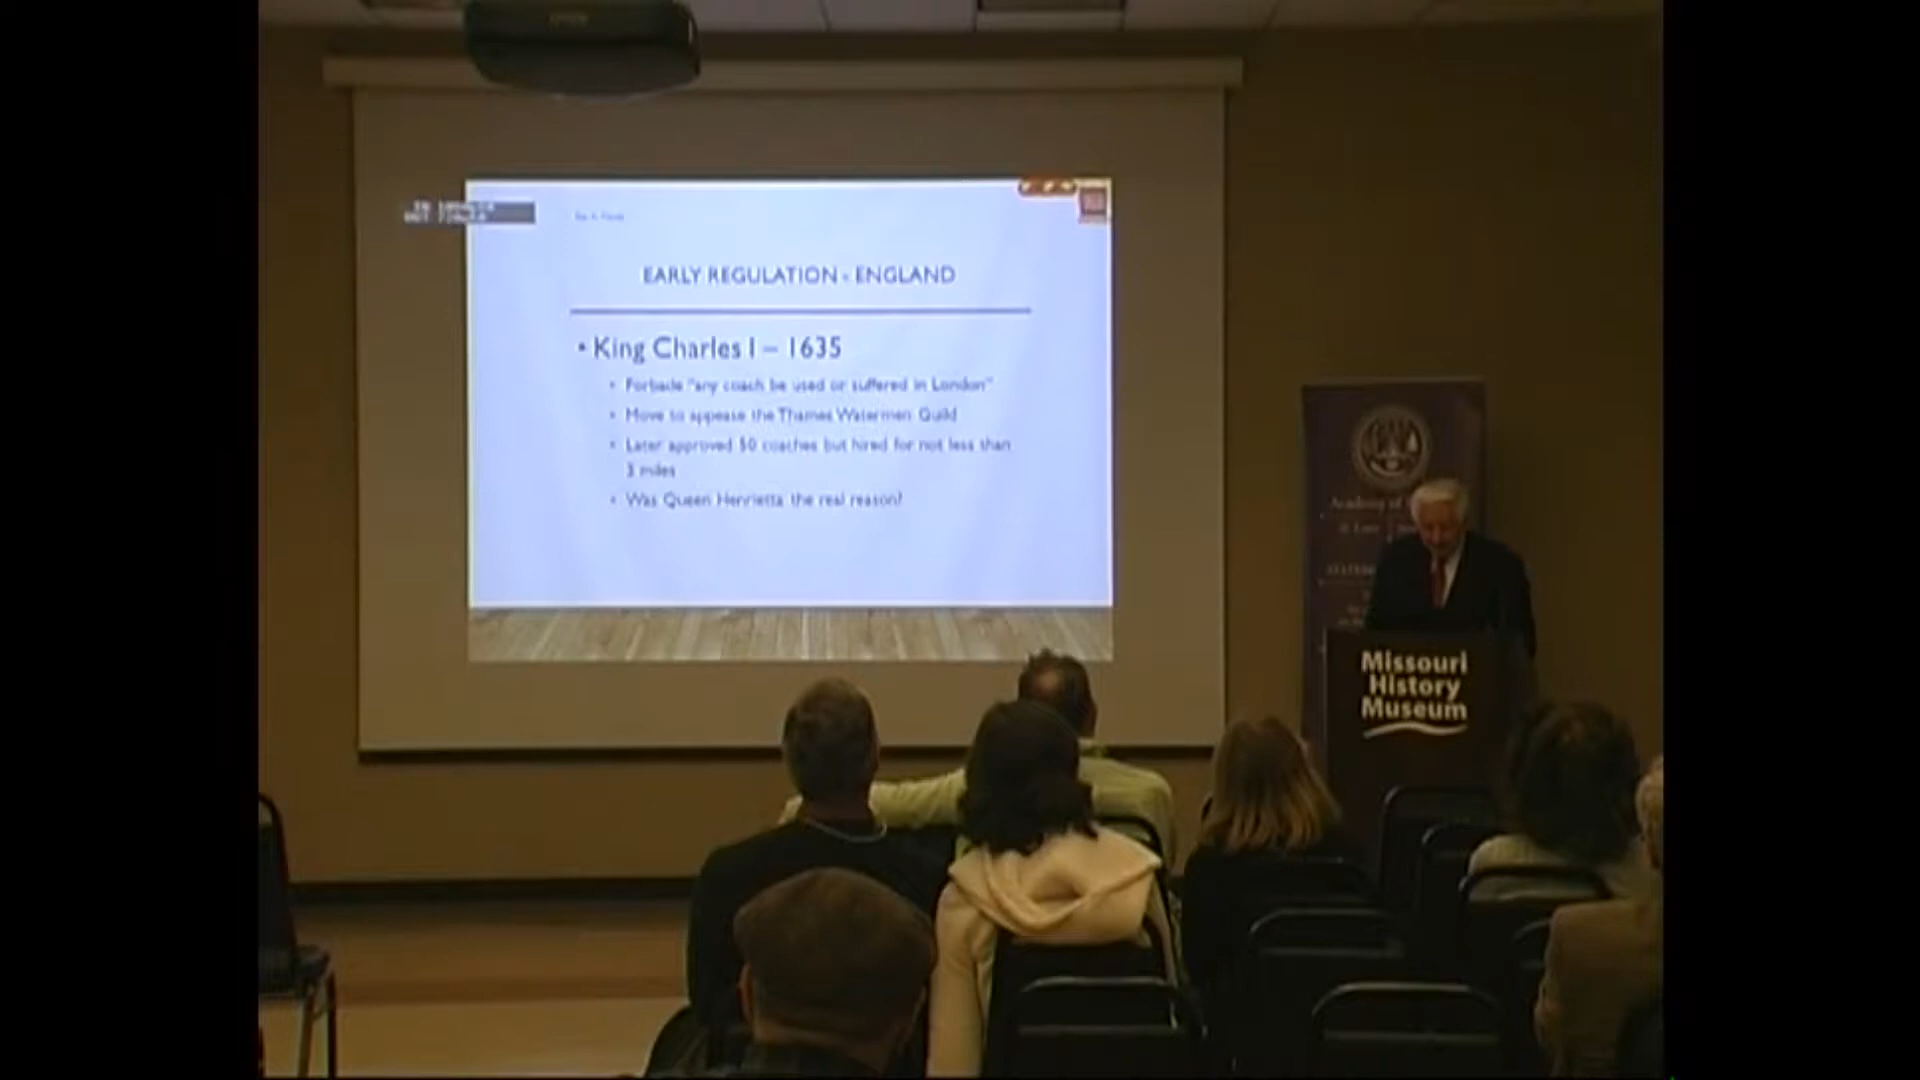 EARLY REGULATION - ENGLAND
• King Charles I – 1635
• Forbade "any coach be used or suffered in London"
• Move to appease the Thames Watermen Guild
• Later approved 50 coaches but hired for not less than
3 miles
• Was Queen Henrietta the real reason?
Academy of
Missouri
History
Museum